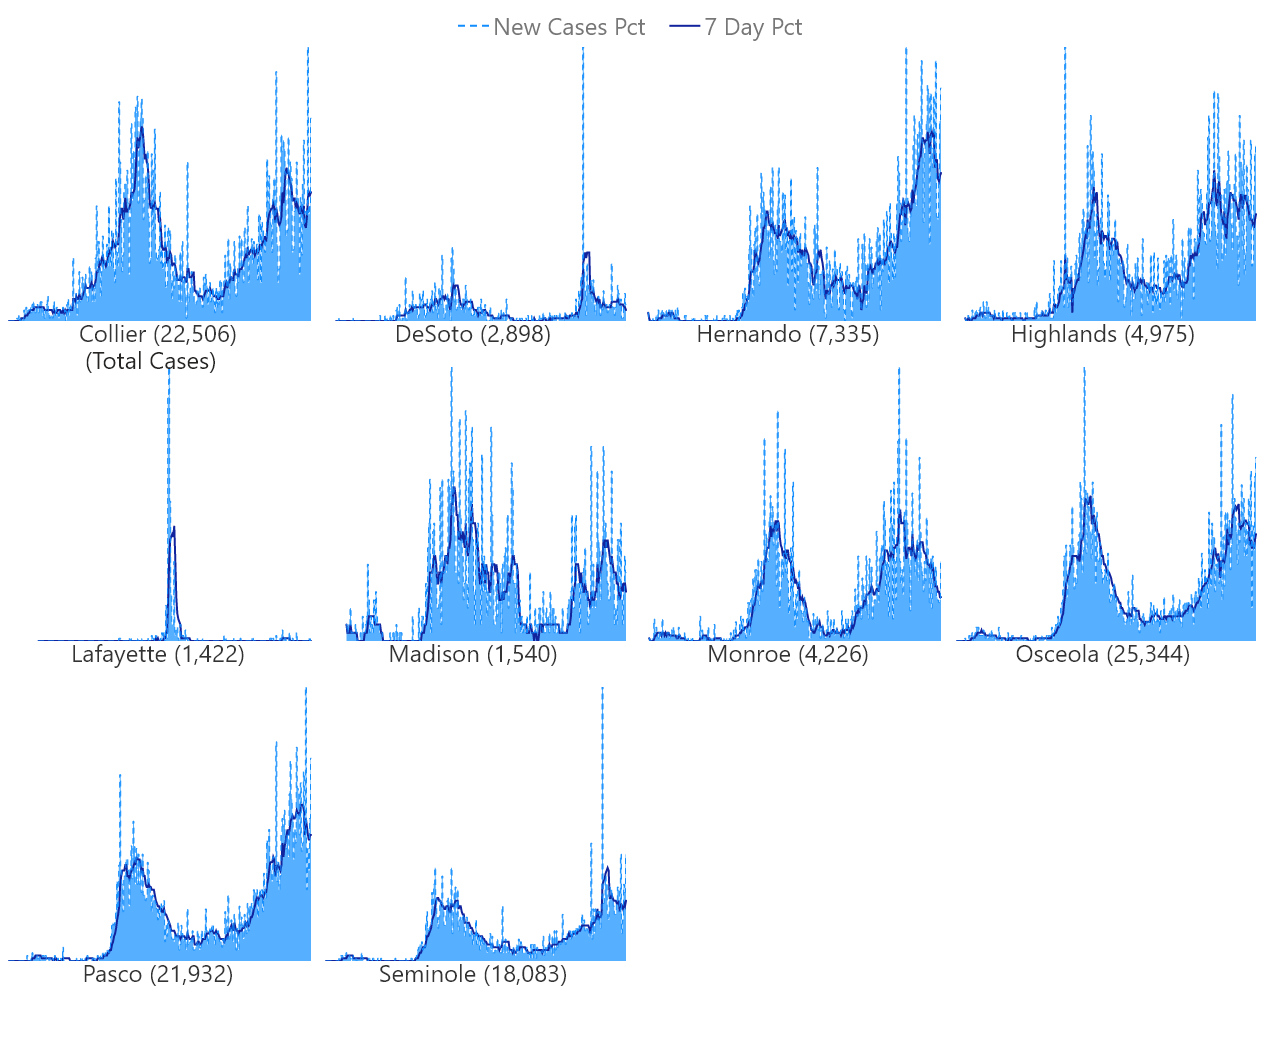 New Cases Pct 7 Day Pct
Collier (22,506)
(Total Cases)
DeSoto (2,898)
Hernando (7,335)
Highlands (4,975)
Lafayette (1,422)
Madison (1,540)
Monroe (4,226)
Osceola (25,344)
Pasco (21,932)
Seminole (18,083)